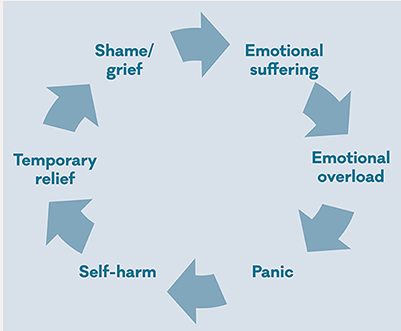 Shame/
grief
Emotional
suffering
Emotional
overload
Panic
Self-harm
Temporary
relief